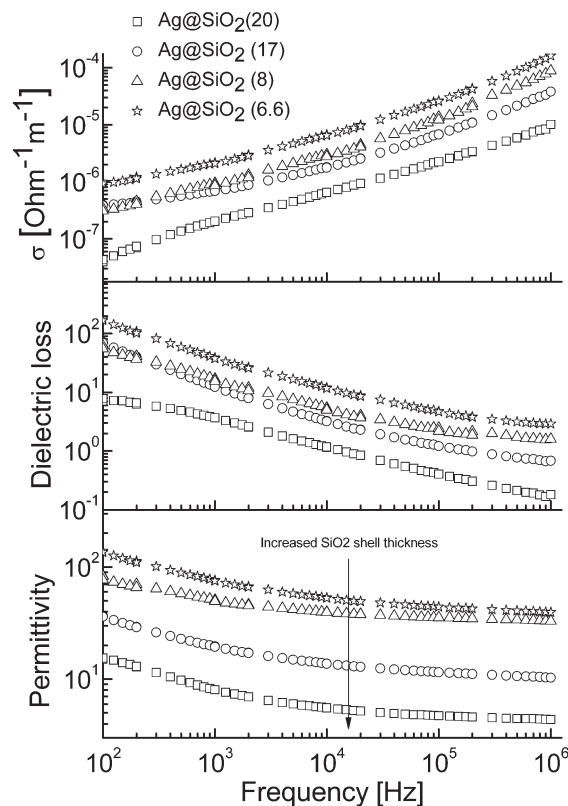 Ag@SiO₂(20)
Ag@SiO₂ (17)
Ag@SiO₂ (8)
Ag@SiO₂ (6.6)
σ [Ohm⁻¹m⁻¹]
10⁻⁴
10⁻⁵
10⁻⁶
10⁻⁷
Dielectric loss
10²
10¹
10⁰
10⁻¹
Increased SiO2 shell thickness
Permittivity
10²
10¹
10² 10³ 10⁴ 10⁵ 10⁶
Frequency [Hz]